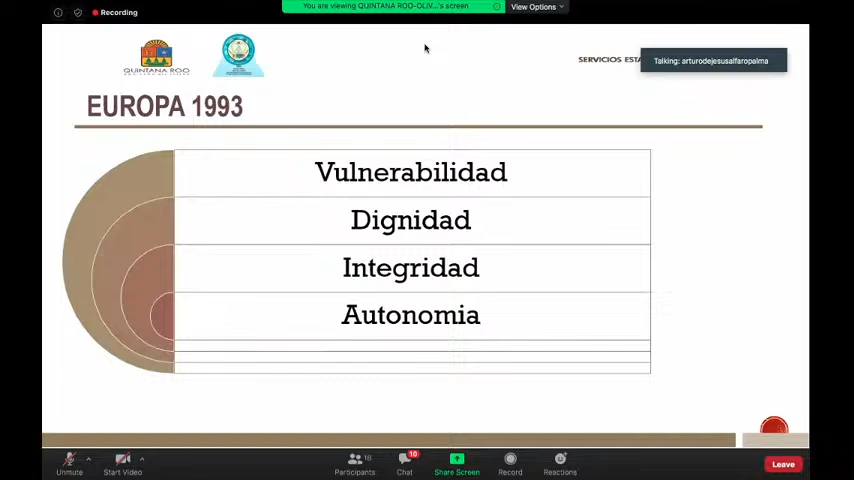 Recording
You are viewing QUINTANA ROO-OLIV...'s screen
View Options
QUINTANA ROO
SERVICIOS ESTA
Talking: arturodejesusalfaropalma
EUROPA 1993
Vulnerabilidad
Dignidad
Integridad
Autonomia
Unmute
Start Video
Participants
16
Chat
10
Share Screen
Record
Reactions
Leave